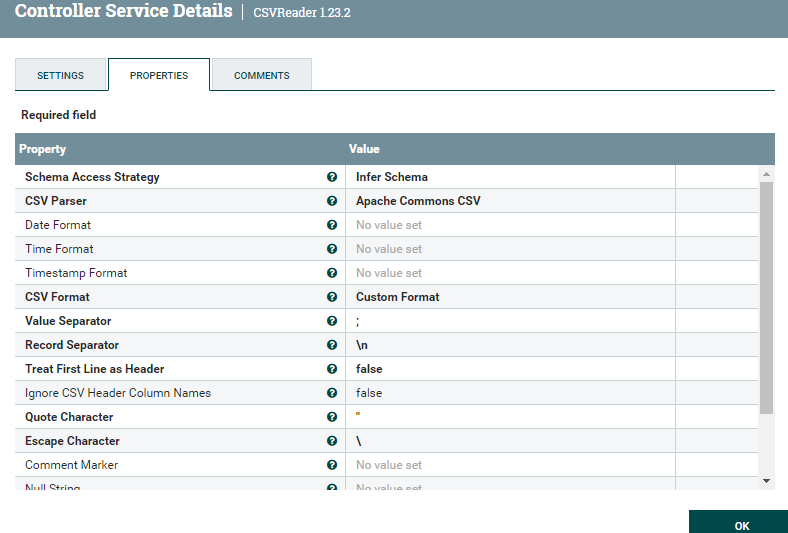 Controller Service Details | CSVReader 1.23.2
SETTINGS PROPERTIES COMMENTS
Required field
Property Value
Schema Access Strategy Infer Schema
CSV Parser Apache Commons CSV
Date Format No value set
Time Format No value set
Timestamp Format No value set
CSV Format Custom Format
Value Separator ;
Record Separator \n
Treat First Line as Header false
Ignore CSV Header Column Names false
Quote Character "
Escape Character \
Comment Marker No value set
Null String No value set
OK